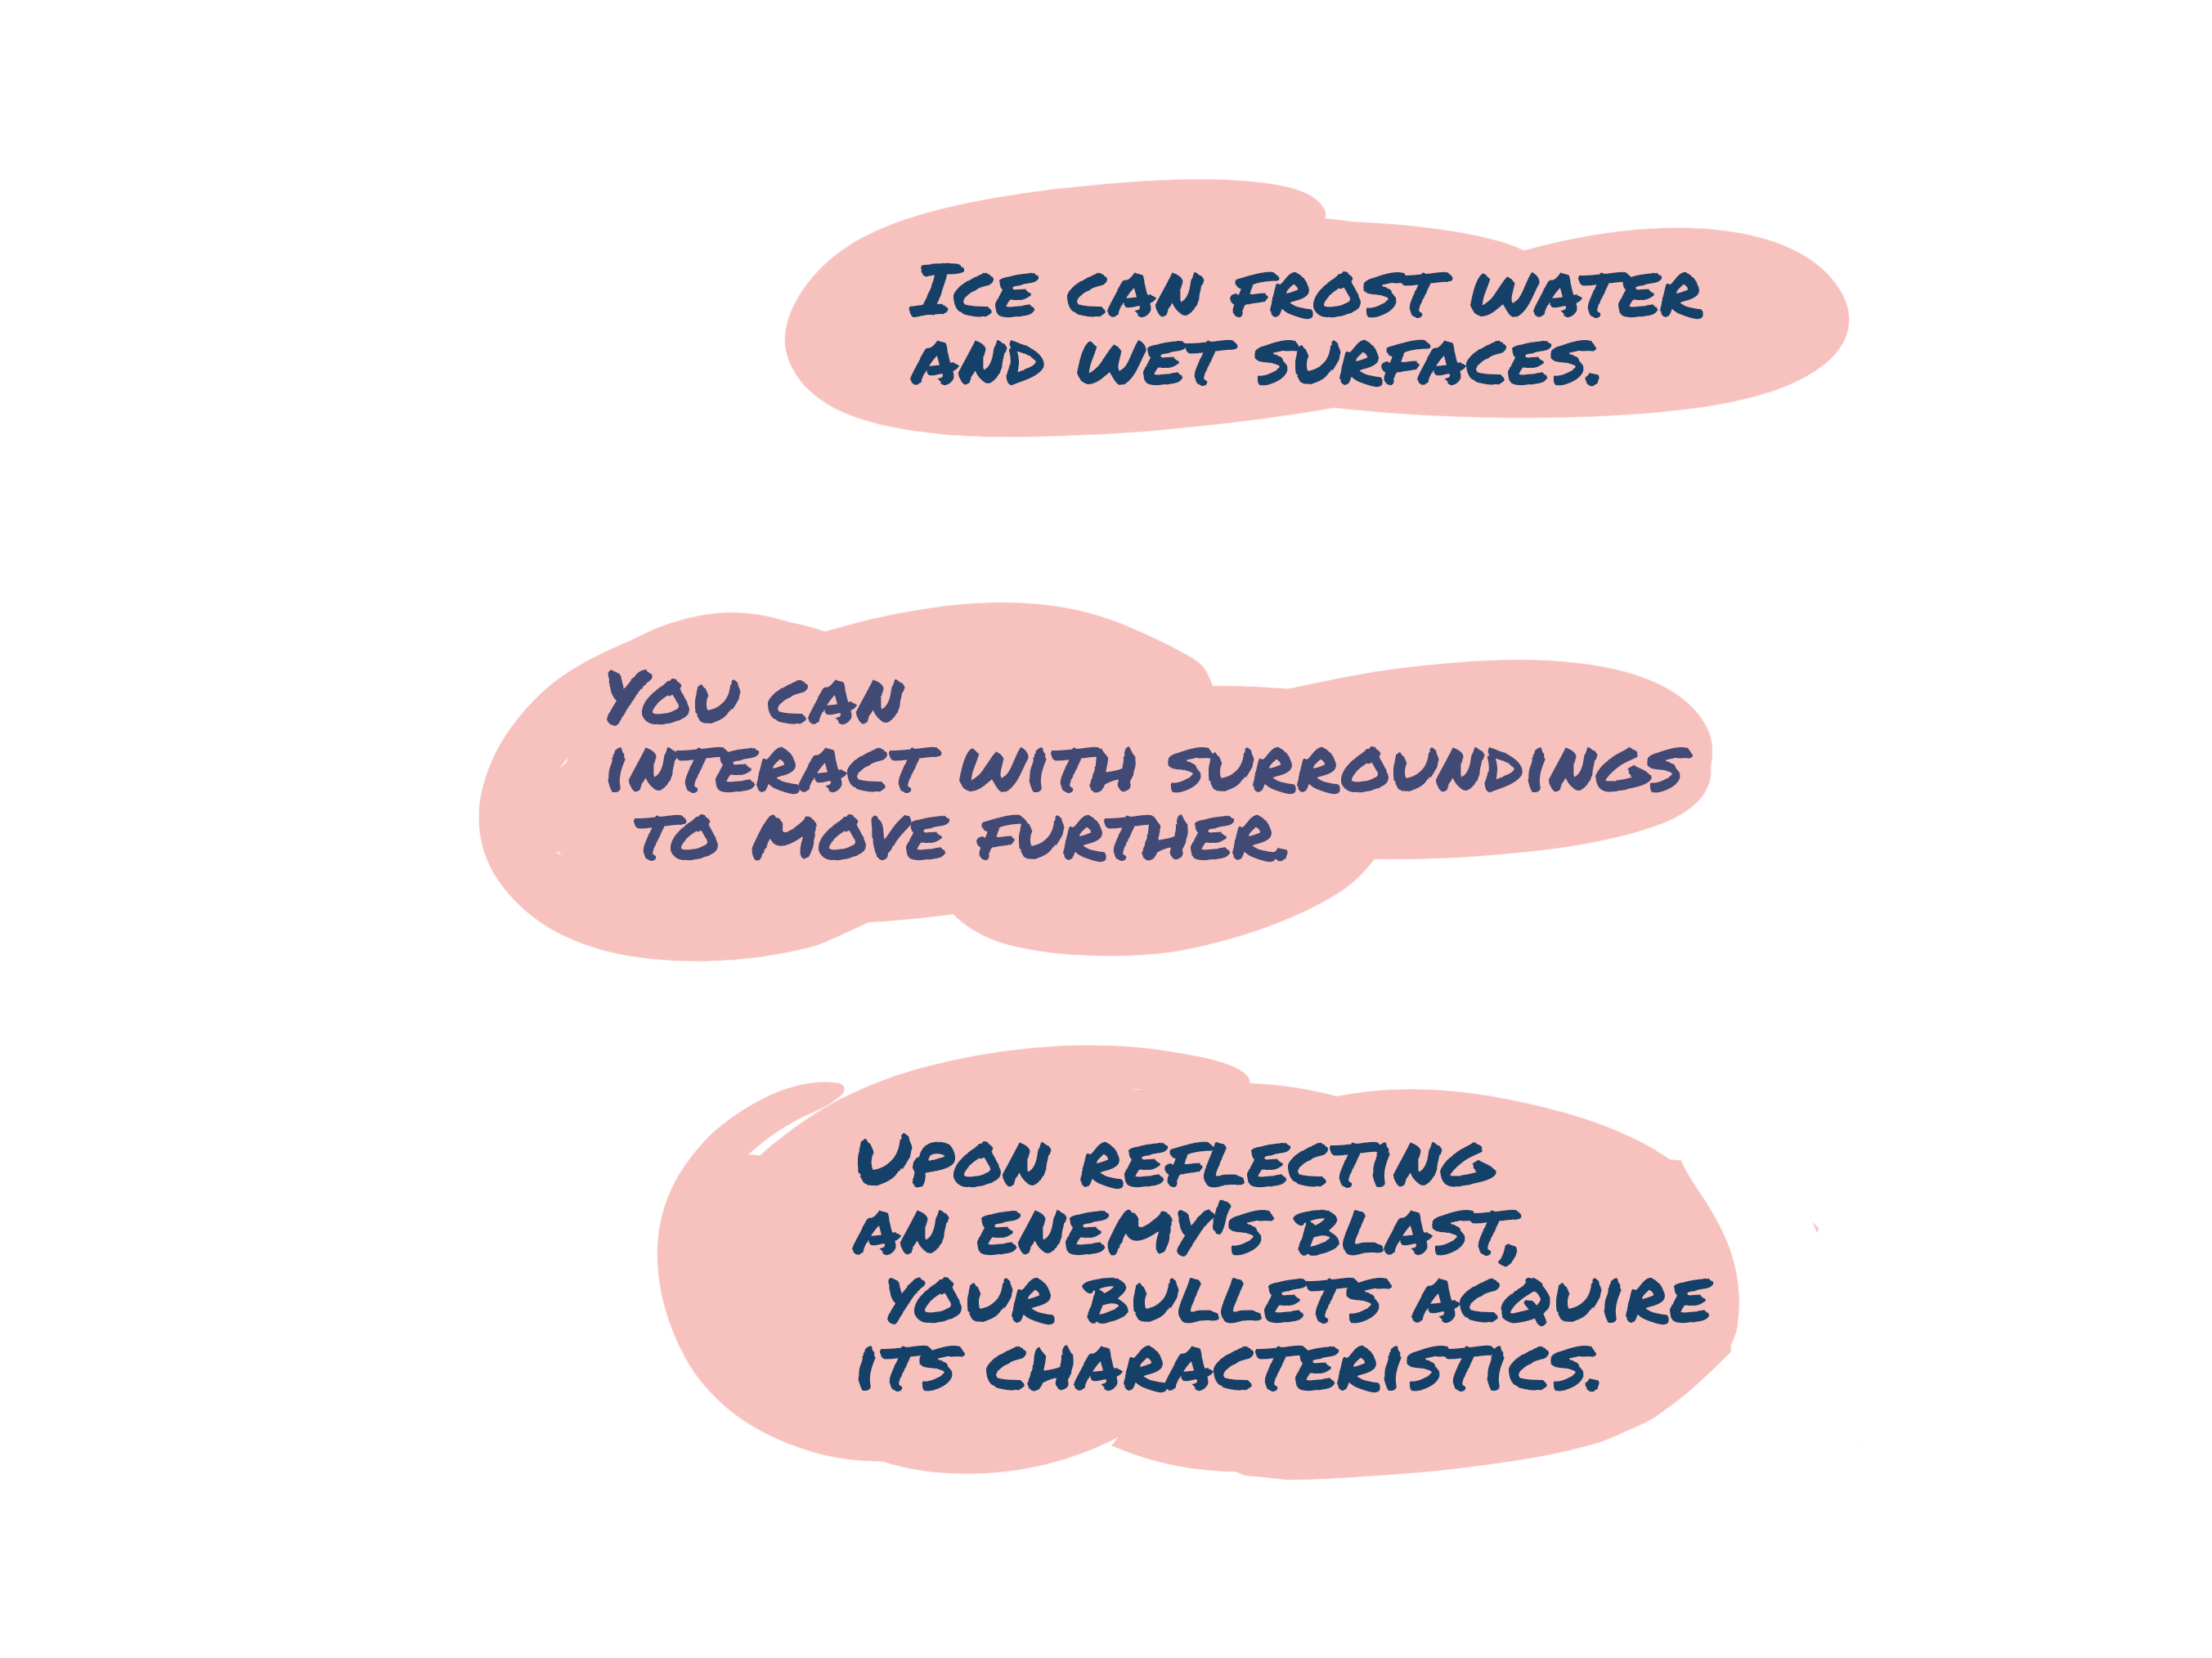 Ice can frost water
and wet surfaces.
You can
interact with surroundings
to move further.
Upon reflecting
an enemy's blast,
your bullets acquire
its characteristics.